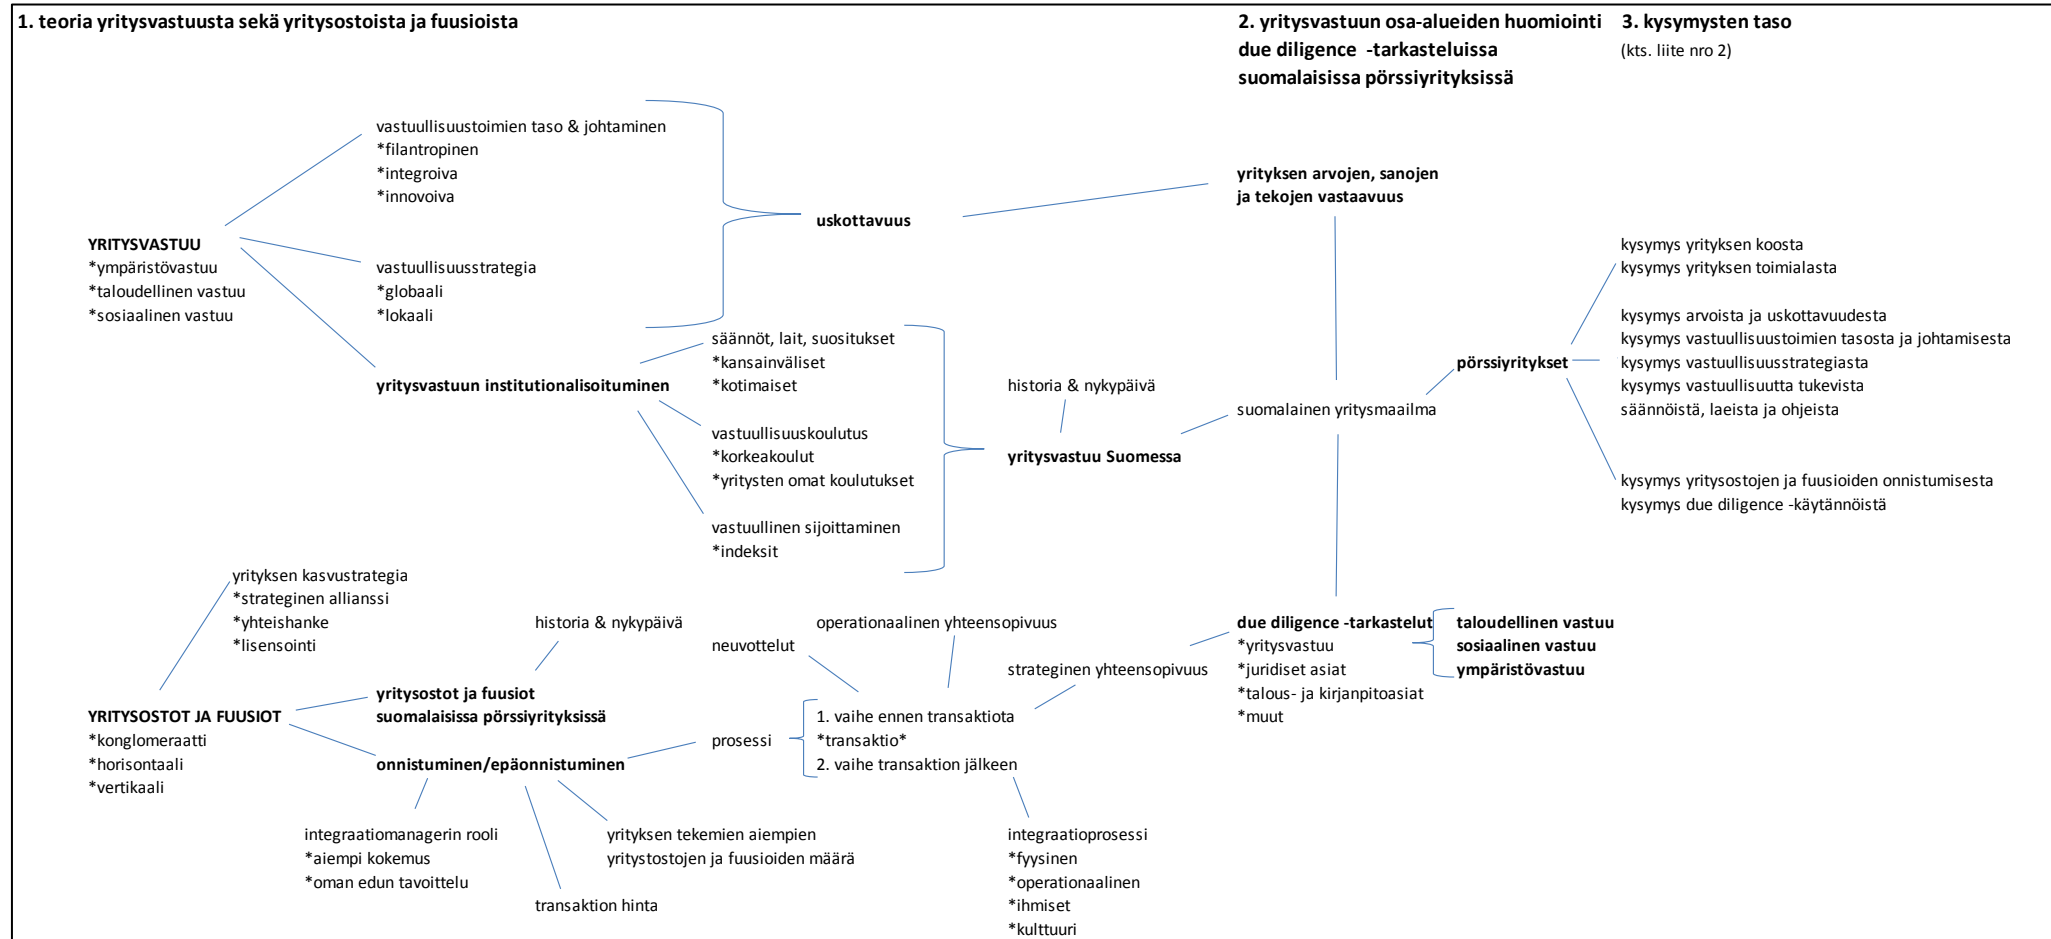 1. teoria yritysvastuusta sekä yritysostoista ja fuusioista
2. yritysvastuun osa-alueiden huomiointi
due diligence -tarkasteluissa
suomalaisissa pörssiyrityksissä
3. kysymysten taso
(kts. liite nro 2)
vastuullisuustoimien taso & johtaminen
*filantropinen
*integroiva
*innovoiva
uskottavuus
yrityksen arvojen, sanojen
ja tekojen vastaavuus
YRITYSVASTUU
*ympäristövastuu
*taloudellinen vastuu
*sosiaalinen vastuu
vastuullisuusstrategia
*globaali
*lokaali
yritysvastuun institutionalisoituminen
säännöt, lait, suositukset
*kansainväliset
*kotimaiset
vastuullisuuskoulutus
*korkeakoulut
*yritysten omat koulutukset
vastuullinen sijoittaminen
*indeksit
historia & nykypäivä
yritysvastuu Suomessa
suomalainen yritysmaailma
pörssiyritykset
kysymys yrityksen koosta
kysymys yrityksen toimialasta
kysymys arvoista ja uskottavuudesta
kysymys vastuullisuustoimien tasosta ja johtamisesta
kysymys vastuullisuusstrategiasta
kysymys vastuullisuutta tukevista
säännöistä, laeista ja ohjeista
kysymys yritysostojen ja fuusioiden onnistumisesta
kysymys due diligence -käytännöistä
yrityksen kasvustrategia
*strateginen allianssi
*yhteishanke
*lisensointi
historia & nykypäivä
neuvottelut
operationaalinen yhteensopivuus
strateginen yhteensopivuus
due diligence -tarkastelut
*yritysvastuu
*juridiset asiat
*talous- ja kirjanpitoasiat
*muut
taloudellinen vastuu
sosiaalinen vastuu
ympäristövastuu
YRITYSOSTOT JA FUUSIOT
*konglomeraatti
*horisontaali
*vertikaali
yritysostot ja fuusiot
suomalaisissa pörssiyrityksissä
onnistuminen/epäonnistuminen
prosessi
1. vaihe ennen transaktiota
*transaktio*
2. vaihe transaktion jälkeen
integraatiomanagerin rooli
*aiempi kokemus
*oman edun tavoittelu
transaktion hinta
yrityksen tekemien aiempien
yritystostojen ja fuusioiden määrä
integraatioprosessi
*fyysinen
*operationaalinen
*ihmiset
*kulttuuri